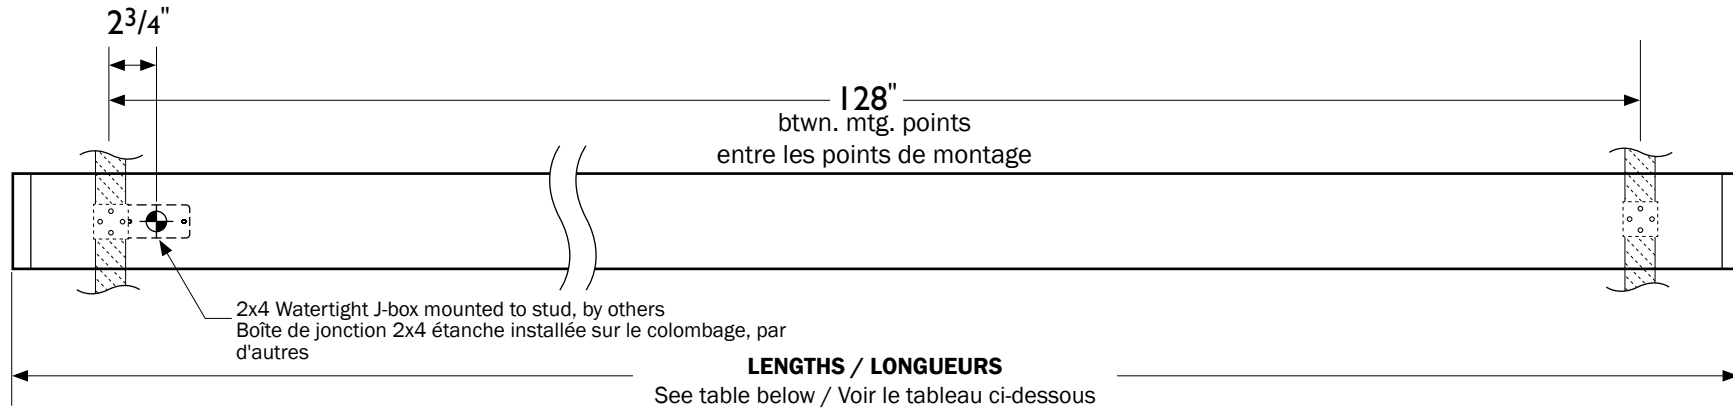 2 3/4"
128"
btwn. mtg. points
entre les points de montage
2x4 Watertight J-box mounted to stud, by others
Boîte de jonction 2x4 étanche installée sur le colombage, par
d'autres
LENGTHS / LONGUEURS
See table below / Voir le tableau ci-dessous